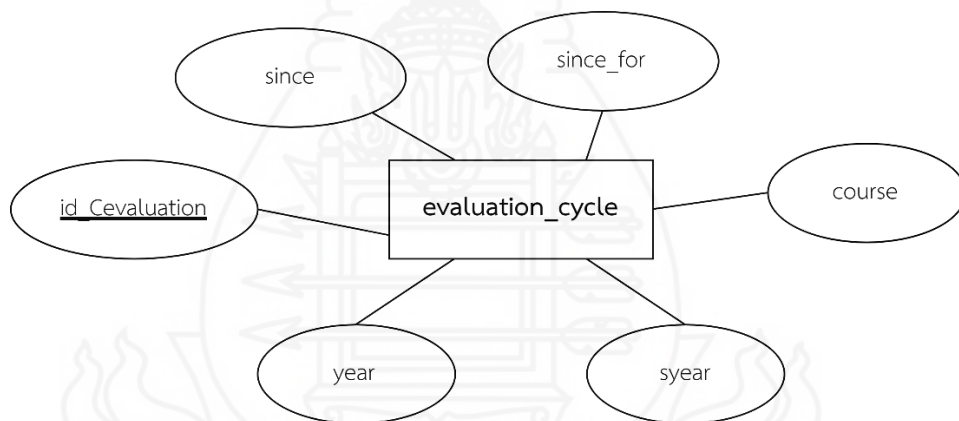 since
since_for
id_Cevaluation
evaluation_cycle
course
year
syear